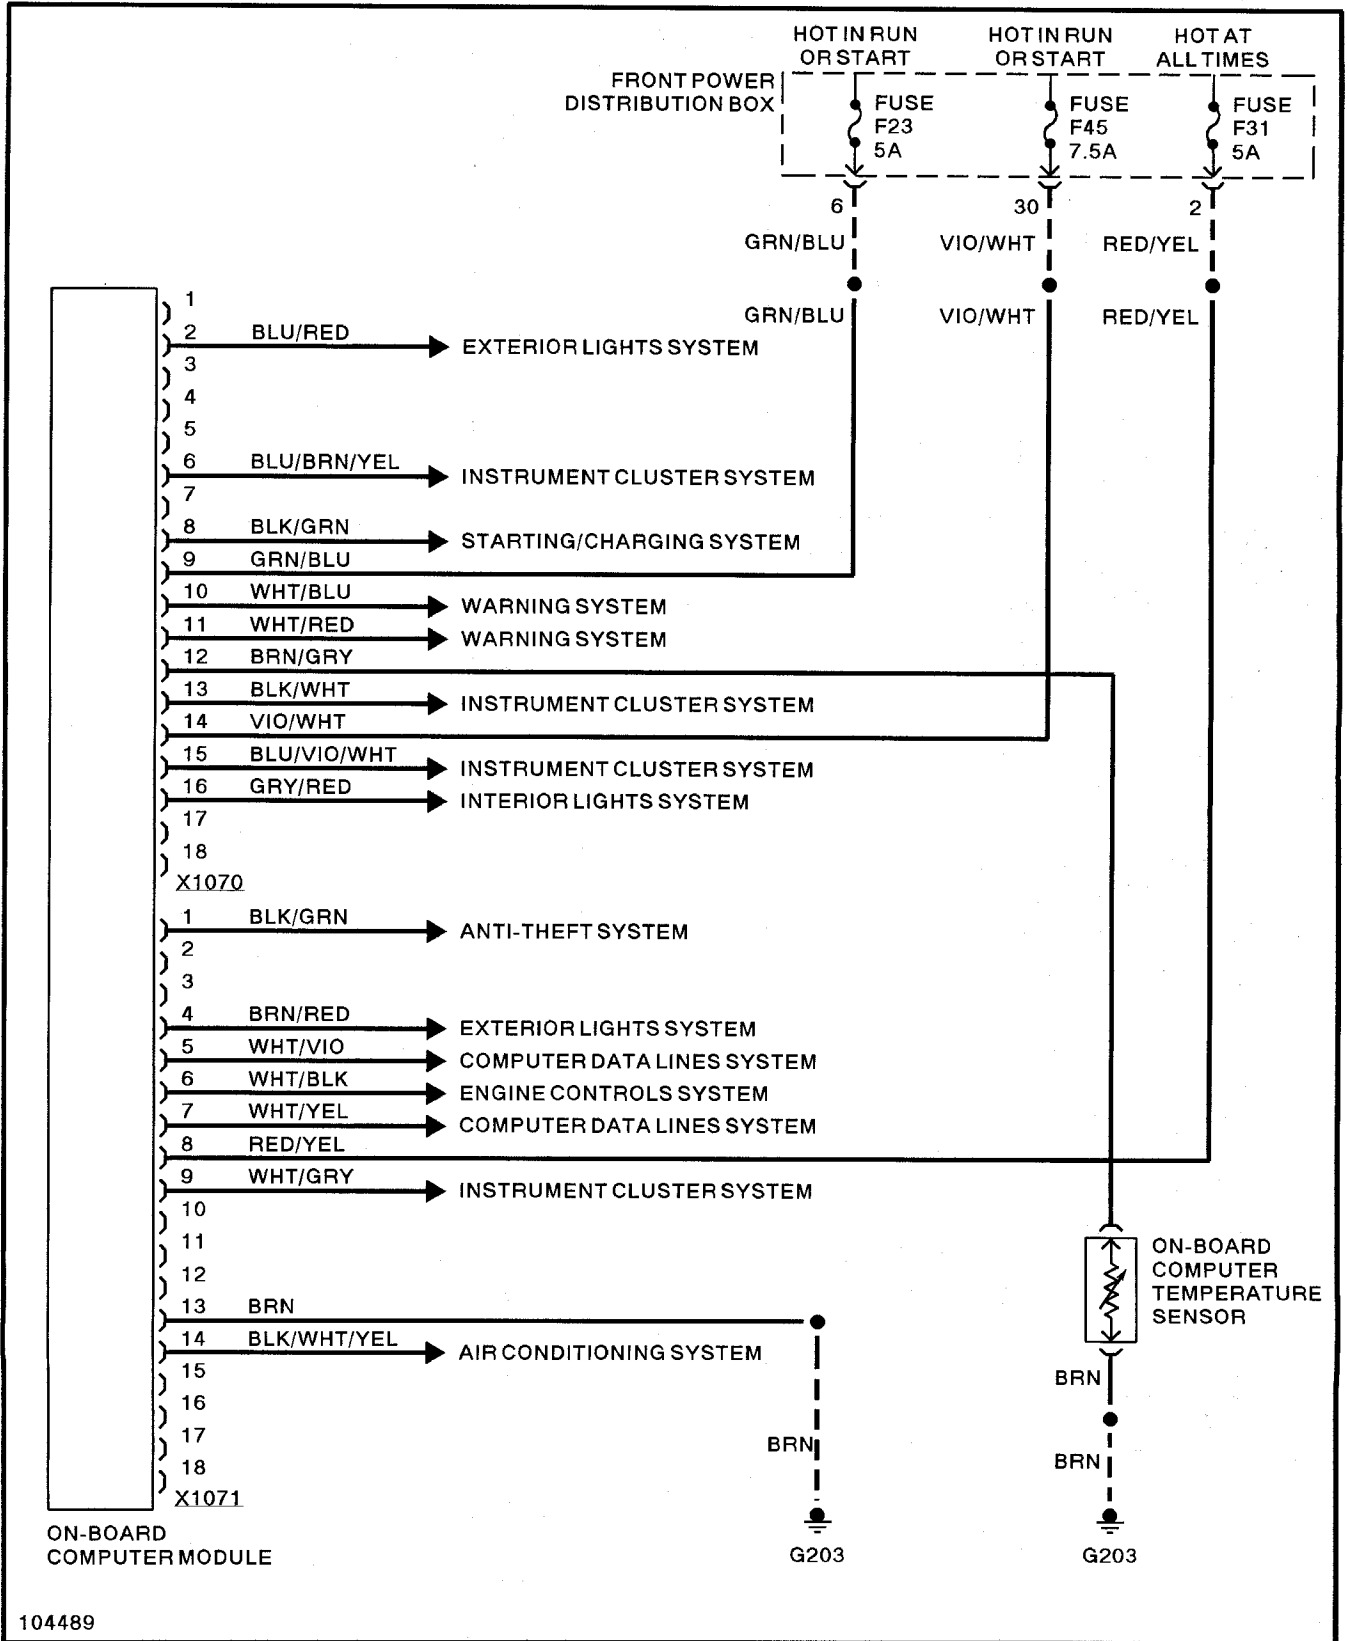 HOT IN RUN
OR START
HOT IN RUN
OR START
HOT AT
ALL TIMES
FRONT POWER
DISTRIBUTION BOX
FUSE
F23
5A
FUSE
F45
7.5A
FUSE
F31
5A
6
30
2
GRN/BLU
VIO/WHT
RED/YEL
GRN/BLU
VIO/WHT
RED/YEL
1
2 BLU/RED EXTERIOR LIGHTS SYSTEM
3
4
5
6 BLU/BRN/YEL INSTRUMENT CLUSTER SYSTEM
7
8 BLK/GRN STARTING/CHARGING SYSTEM
9 GRN/BLU
10 WHT/BLU WARNING SYSTEM
11 WHT/RED WARNING SYSTEM
12 BRN/GRY
13 BLK/WHT INSTRUMENT CLUSTER SYSTEM
14 VIO/WHT
15 BLU/VIO/WHT INSTRUMENT CLUSTER SYSTEM
16 GRY/RED INTERIOR LIGHTS SYSTEM
17
18
X1070
1 BLK/GRN ANTI-THEFT SYSTEM
2
3
4 BRN/RED EXTERIOR LIGHTS SYSTEM
5 WHT/VIO COMPUTER DATA LINES SYSTEM
6 WHT/BLK ENGINE CONTROLS SYSTEM
7 WHT/YEL COMPUTER DATA LINES SYSTEM
8 RED/YEL
9 WHT/GRY INSTRUMENT CLUSTER SYSTEM
10
11
12
13 BRN
14 BLK/WHT/YEL AIR CONDITIONING SYSTEM
15
16
17
18
X1071
ON-BOARD
COMPUTER MODULE
ON-BOARD
COMPUTER
TEMPERATURE
SENSOR
BRN
BRN
BRN
G203
G203
104489